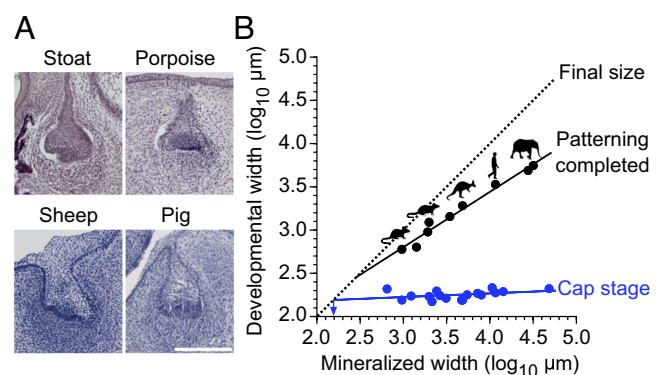 A
Stoat
Porpoise
Sheep
Pig
B
Developmental width (log10 µm)
5.0
4.5
4.0
3.5
3.0
2.5
2.0
2.0 2.5 3.0 3.5 4.0 4.5 5.0
Mineralized width (log10 µm)
Final size
Patterning
completed
Cap stage